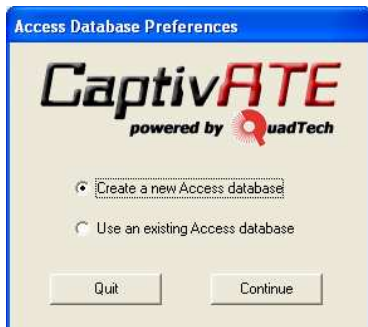 Access Database Preferences
CaptivATE
powered by QuadTech
Create a new Access database
Use an existing Access database
Quit Continue